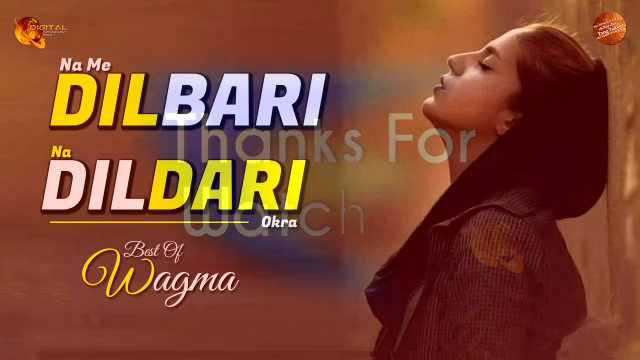 DIGITAL
Na Me
DILBARI
Na
DILDARI
Okra
Best Of
Wagma
Thanks For
Watch